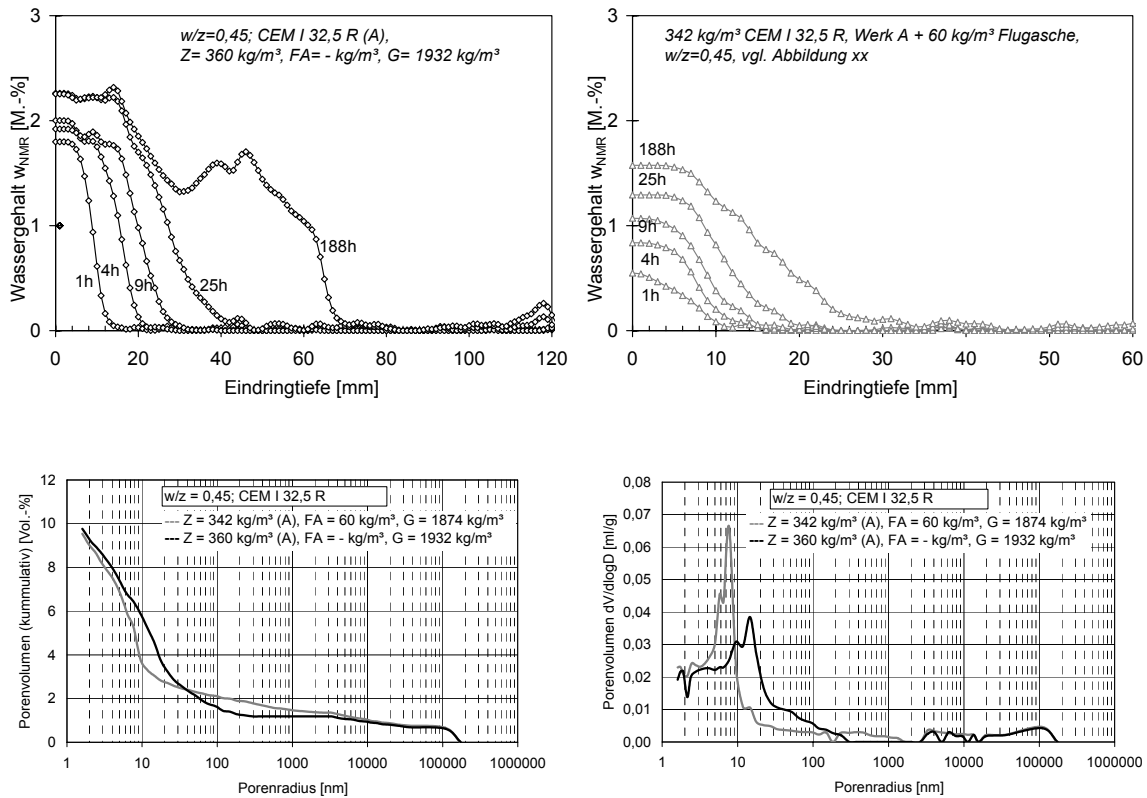 w/z=0,45; CEM I 32,5 R (A),
Z= 360 kg/m³, FA= - kg/m³, G= 1932 kg/m³
Wassergehalt wNMR [M.-%]
3
2
1
0
1h
4h
9h
25h
188h
0
20
40
60
80
100
120
Eindringtiefe [mm]
342 kg/m³ CEM I 32,5 R, Werk A + 60 kg/m³ Flugasche,
w/z=0,45, vgl. Abbildung xx
Wassergehalt wNMR [M.-%]
3
2
1
0
188h
25h
9h
4h
1h
0
10
20
30
40
50
60
Eindringtiefe [mm]
w/z = 0,45; CEM I 32,5 R
Z = 342 kg/m³ (A), FA = 60 kg/m³, G = 1874 kg/m³
Z = 360 kg/m³ (A), FA = - kg/m³, G = 1932 kg/m³
Porenvolumen (kummulativ) [Vol.-%]
12
10
8
6
4
2
0
1
10
100
1000
10000
100000
1000000
Porenradius [nm]
w/z = 0,45; CEM I 32,5 R
Z = 342 kg/m³ (A), FA = 60 kg/m³, G = 1874 kg/m³
Z = 360 kg/m³ (A), FA = - kg/m³, G = 1932 kg/m³
Porenvolumen dV/dlogD [ml/g]
0,08
0,07
0,06
0,05
0,04
0,03
0,02
0,01
0,00
1
10
100
1000
10000
100000
1000000
Porenradius [nm]